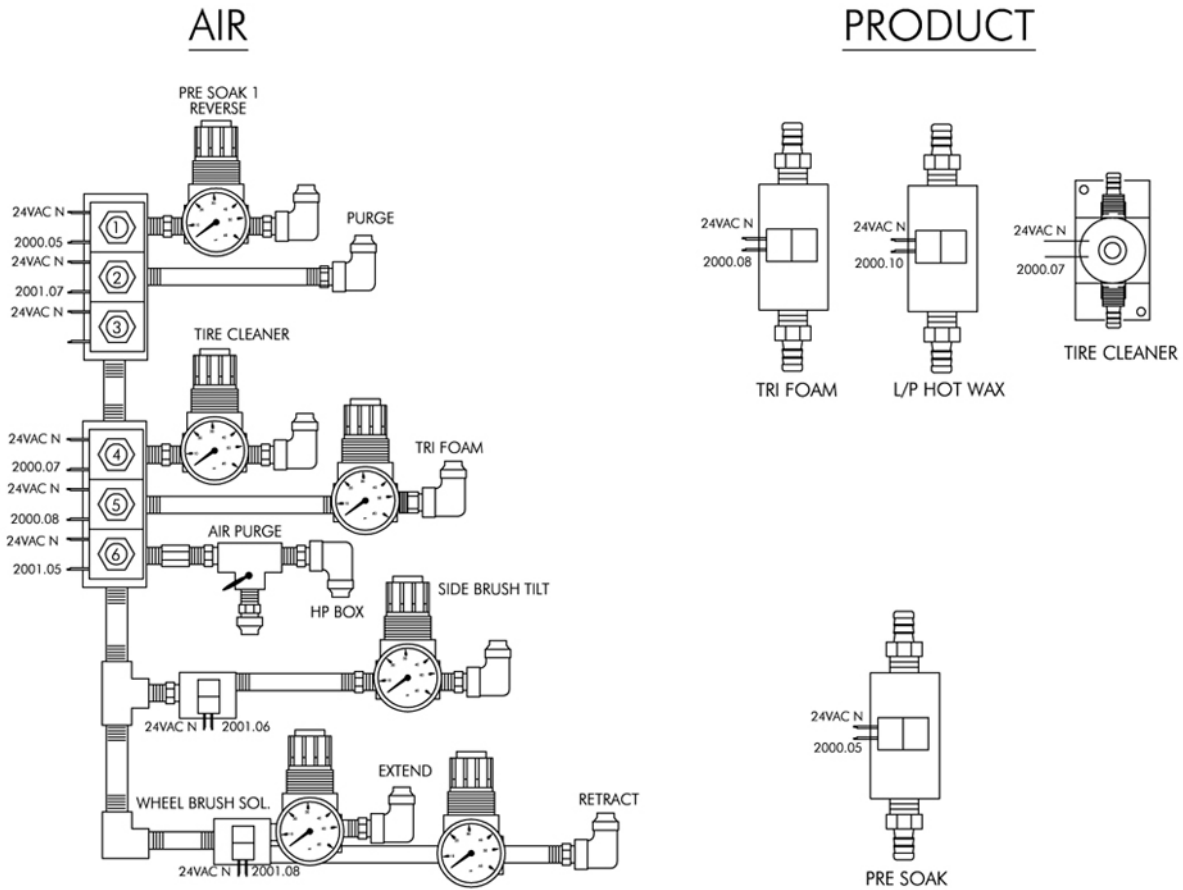 AIR
PRODUCT
PRE SOAK 1
REVERSE
24VAC N
1
2000.05
PURGE
24VAC N
2
2001.07
24VAC N
3
TIRE CLEANER
24VAC N
4
2000.07
TRI FOAM
24VAC N
5
2000.08
AIR PURGE
24VAC N
6
2001.05
HP BOX
SIDE BRUSH TILT
24VAC N 2001.06
EXTEND
WHEEL BRUSH SOL.
RETRACT
24VAC N 2001.08
24VAC N
2000.08
TRI FOAM
24VAC N
2000.10
L/P HOT WAX
24VAC N
2000.07
TIRE CLEANER
24VAC N
2000.05
PRE SOAK